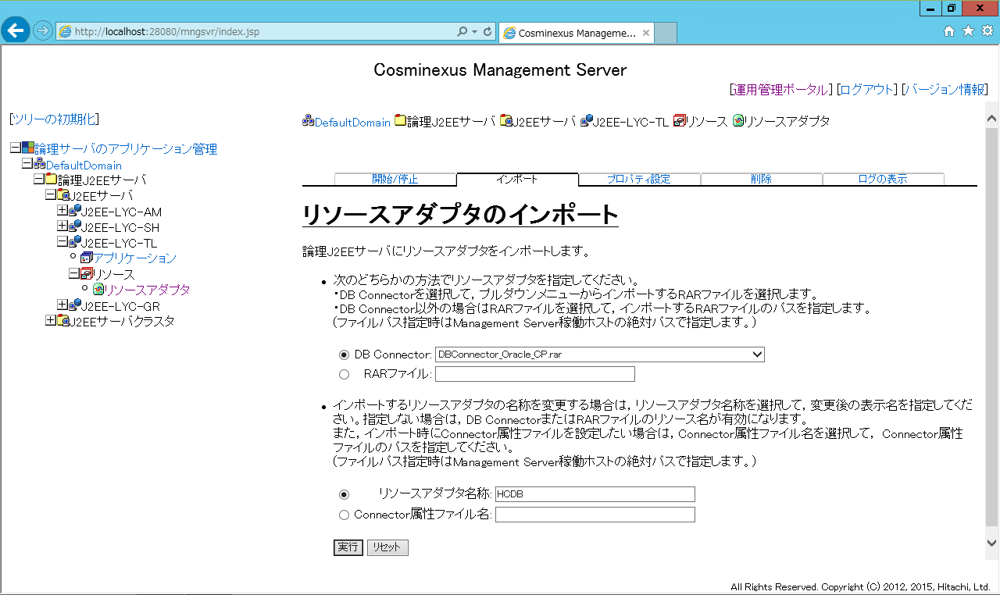 http://localhost:28080/mngsvr/index.jsp
Cosminexus Manageme...
Cosminexus Management Server
[運用管理ポータル] [ログアウト] [バージョン情報]
[ツリーの初期化]
論理サーバのアプリケーション管理
DefaultDomain
論理J2EEサーバ
J2EEサーバ
J2EE-LYC-AM
J2EE-LYC-SH
J2EE-LYC-TL
アプリケーション
リソース
リソースアダプタ
J2EE-LYC-GR
J2EEサーバクラスタ
DefaultDomain 論理J2EEサーバ J2EEサーバ J2EE-LYC-TL リソース リソースアダプタ
開始/停止 インポート プロパティ設定 削除 ログの表示
リソースアダプタのインポート
論理J2EEサーバにリソースアダプタをインポートします。
• 次のどちらかの方法でリソースアダプタを指定してください。
・DB Connectorを選択して，プルダウンメニューからインポートするRARファイルを選択します。
・DB Connector以外の場合はRARファイルを選択して，インポートするRARファイルのパスを指定します。
（ファイルパス指定時はManagement Server稼働ホストの絶対パスで指定します。）
DB Connector: DBConnector_Oracle_CP.rar
RARファイル:
• インポートするリソースアダプタの名称を変更する場合は，リソースアダプタ名称を選択して，変更後の表示名を指定してくだ
さい。指定しない場合は，DB ConnectorまたはRARファイルのリソース名が有効になります。
また，インポート時にConnector属性ファイルを設定したい場合は，Connector属性ファイル名を選択して， Connector属性
ファイルのパスを指定してください。
（ファイルパス指定時はManagement Server稼働ホストの絶対パスで指定します。）
リソースアダプタ名称: HCDB
Connector属性ファイル名:
実行 リセット
All Rights Reserved. Copyright (C) 2012, 2015, Hitachi, Ltd.